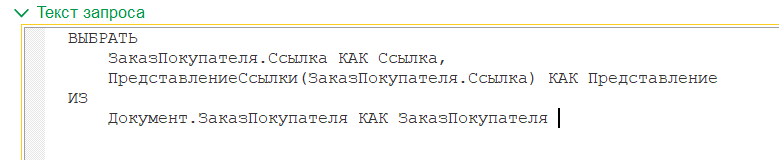 Текст запроса
ВЫБРАТЬ
ЗаказПокупателя.Ссылка КАК Ссылка,
ПредставлениеСсылки(ЗаказПокупателя.Ссылка) КАК Представление
ИЗ
Документ.ЗаказПокупателя КАК ЗаказПокупателя